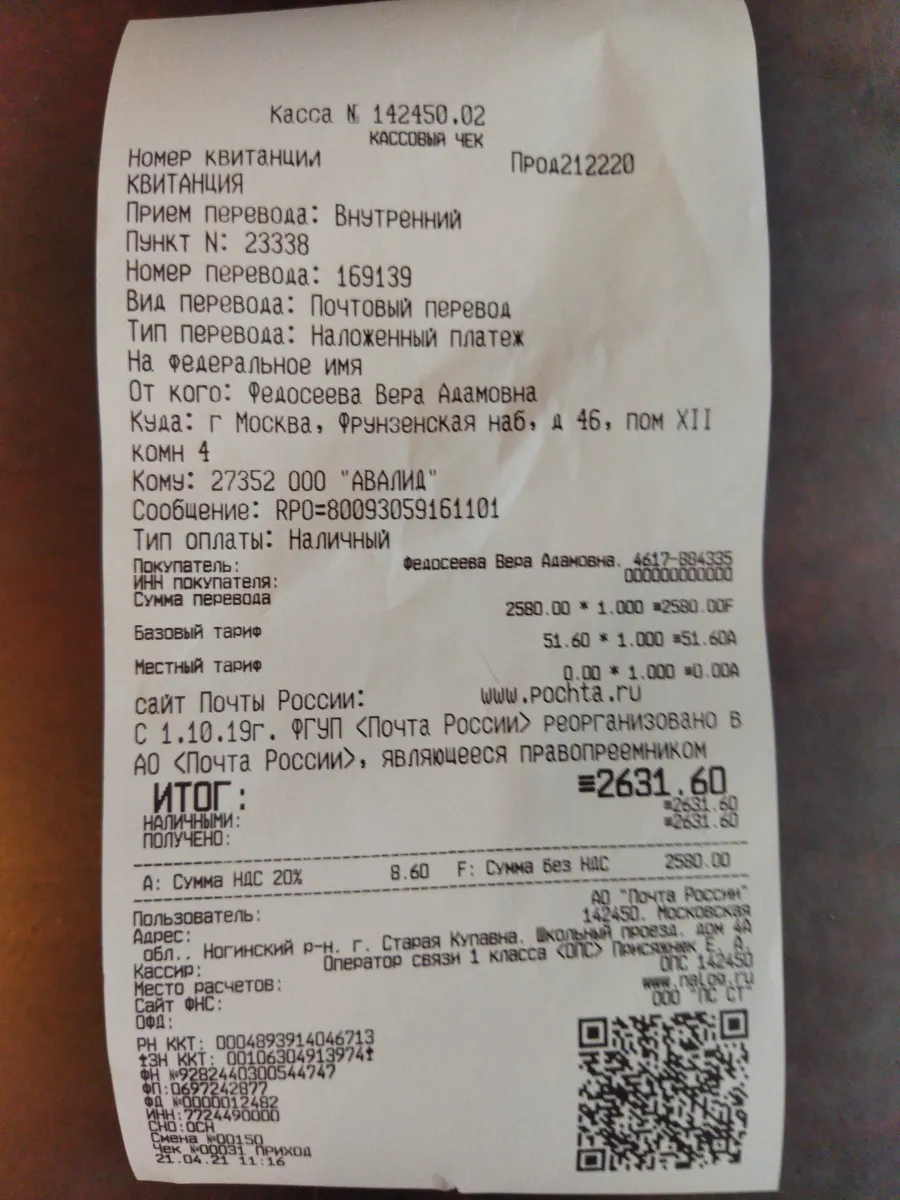 Касса № 142450.02
КАССОВЫЙ ЧЕК
Номер квитанции Прод212220
КВИТАНЦИЯ
Прием перевода: Внутренний
Пункт N: 23338
Номер перевода: 169139
Вид перевода: Почтовый перевод
Тип перевода: Наложенный платеж
На федеральное имя
От кого: Федосеева Вера Адамовна
Куда: г Москва, Фрунзенская наб, д 46, пом XII
комн 4
Кому: 27352 ООО "АВАЛИД"
Сообщение: RPO=80093059161101
Тип оплаты: Наличный
Покупатель: Федосеева Вера Адамовна, 4617-884335
ИНН покупателя: 000000000000
Сумма перевода
2580.00 * 1.000 =2580.00F
Базовый тариф
51.60 * 1.000 =51.60А
Местный тариф
0.00 * 1.000 =0.00А
сайт Почты России: www.pochta.ru
С 1.10.19г. ФГУП <Почта России> реорганизовано в
АО <Почта России>, являющееся правопреемником
ИТОГ: =2631.60
НАЛИЧНЫМИ: =2631.60
ПОЛУЧЕНО: =2631.60
А: Сумма НДС 20% 8.60 F: Сумма без НДС 2580.00
Пользователь: АО "Почта России"
Адрес: 142450, Московская
обл., Ногинский р-н, г. Старая Купавна, Школьный проезд, дом 4А
Кассир: Оператор связи 1 класса <ОПС> Присяжник Е. А.
Место расчетов: ОПС 142450
Сайт ФНС: www.nalog.ru
ОФД: ООО "ПС СТ"
РН ККТ: 0004893914046713
↑ЗН ККТ: 00106304913974↑
ФН №9282440300544747
ФП:0697242877
ФД №0000012482
ИНН:7724490000
СНО:ОСН
Смена №00150
Чек №00031 ПРИХОД
21.04.21 11:16